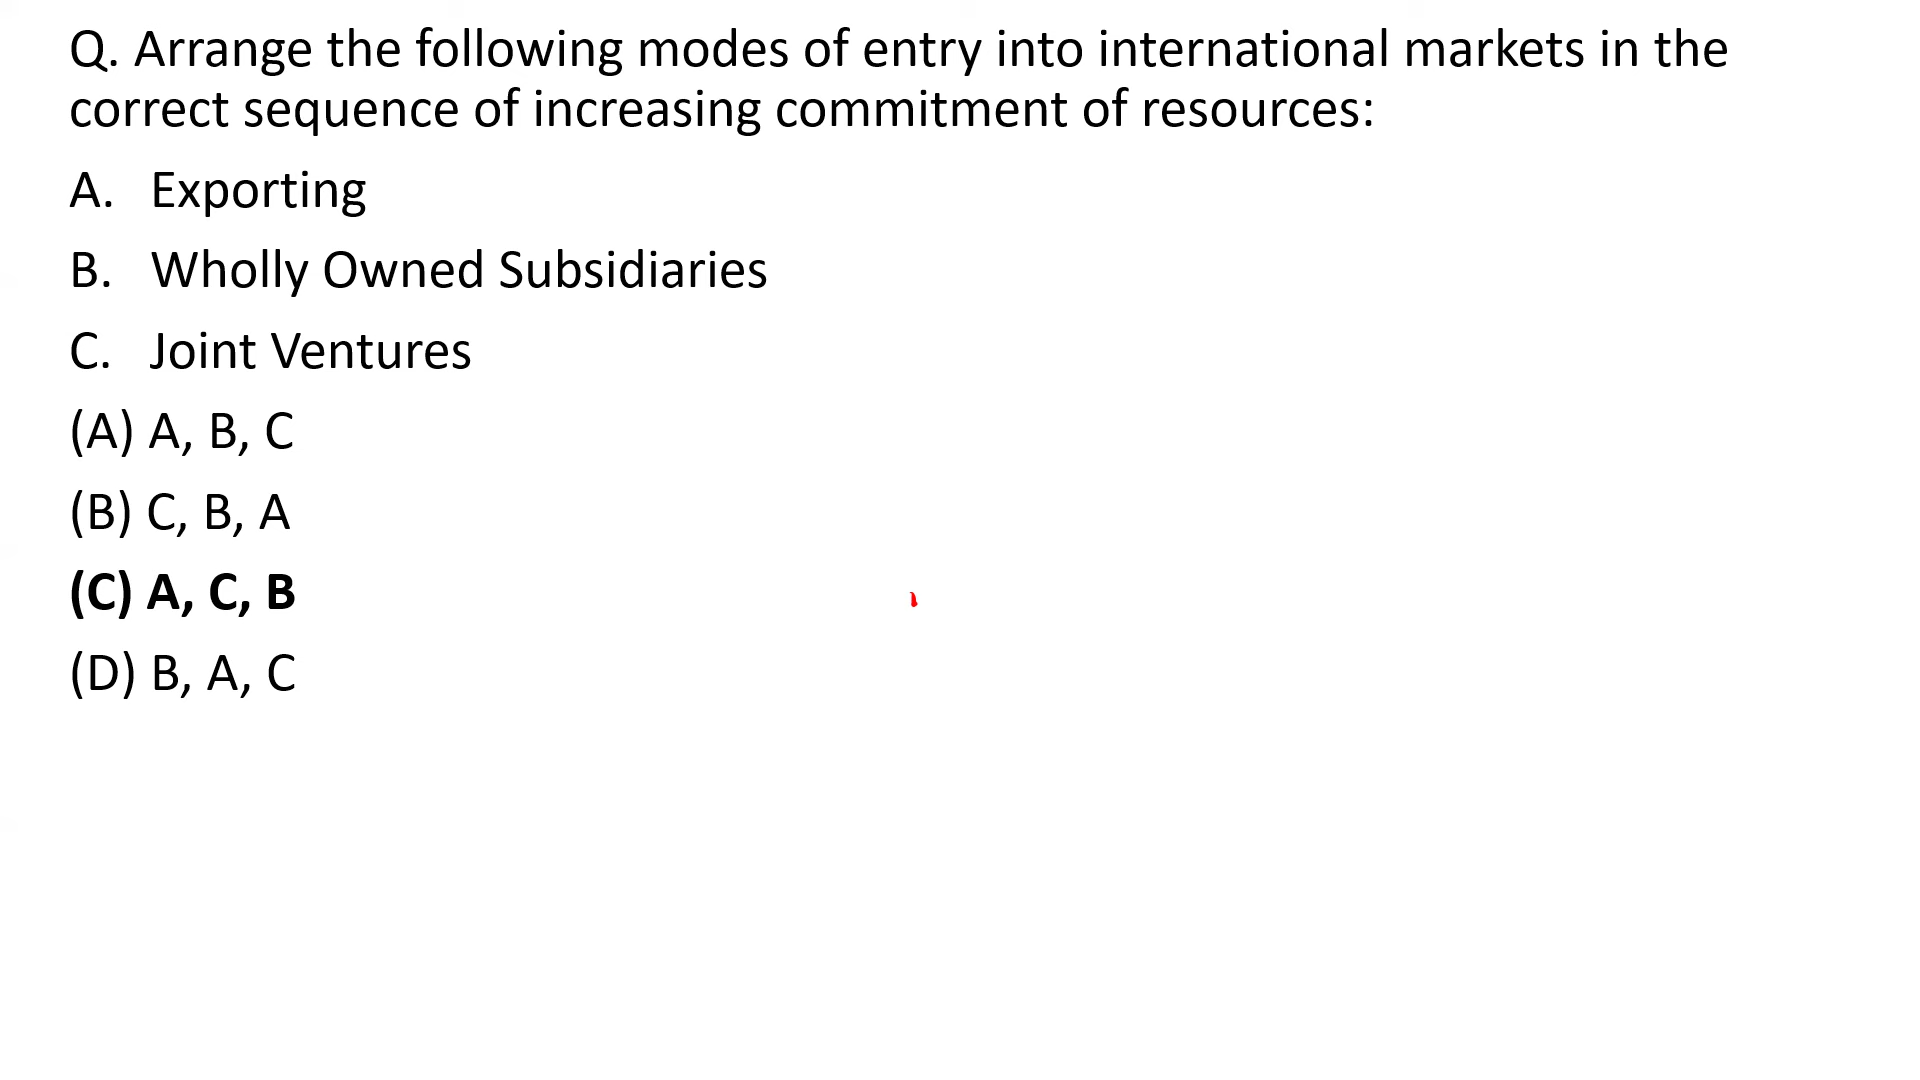 Q. Arrange the following modes of entry into international markets in the
correct sequence of increasing commitment of resources:
A. Exporting
B. Wholly Owned Subsidiaries
C. Joint Ventures
(A) A, B, C
(B) C, B, A
(C) A, C, B
(D) B, A, C